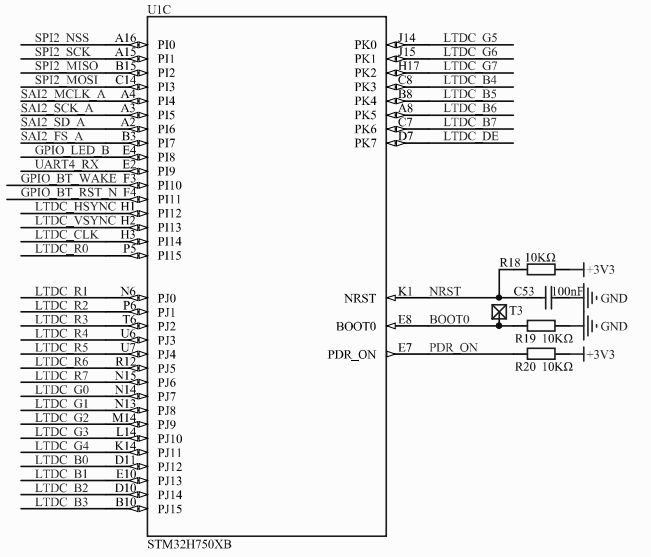 U1C
SPI2_NSS A16 PI0
SPI2_SCK A15 PI1
SPI2_MISO B15 PI2
SPI2_MOSI C14 PI3
SAI2_MCLK_A A4 PI4
SAI2_SCK_A A3 PI5
SAI2_SD_A A2 PI6
SAI2_FS_A B3 PI7
GPIO_LED_B E4 PI8
UART4_RX E2 PI9
GPIO_BT_WAKE F3 PI10
GPIO_BT_RST_N F4 PI11
LTDC_HSYNC H1 PI12
LTDC_VSYNC H2 PI13
LTDC_CLK H3 PI14
LTDC_R0 P5 PI15
LTDC_R1 N6 PJ0
LTDC_R2 P6 PJ1
LTDC_R3 T6 PJ2
LTDC_R4 U6 PJ3
LTDC_R5 U7 PJ4
LTDC_R6 R12 PJ5
LTDC_R7 N15 PJ6
LTDC_G0 N14 PJ7
LTDC_G1 N13 PJ8
LTDC_G2 M14 PJ9
LTDC_G3 L14 PJ10
LTDC_G4 K14 PJ11
LTDC_B0 D11 PJ12
LTDC_B1 E10 PJ13
LTDC_B2 D10 PJ14
LTDC_B3 B10 PJ15
PK0 J14 LTDC_G5
PK1 J15 LTDC_G6
PK2 H17 LTDC_G7
PK3 C8 LTDC_B4
PK4 B8 LTDC_B5
PK5 A8 LTDC_B6
PK6 C7 LTDC_B7
PK7 D7 LTDC_DE
R18 10KΩ +3V3
NRST K1 NRST C53 100nF GND
T3
BOOT0 E8 BOOT0 GND
R19 10KΩ
PDR_ON E7 PDR_ON +3V3
R20 10KΩ
STM32H750XB